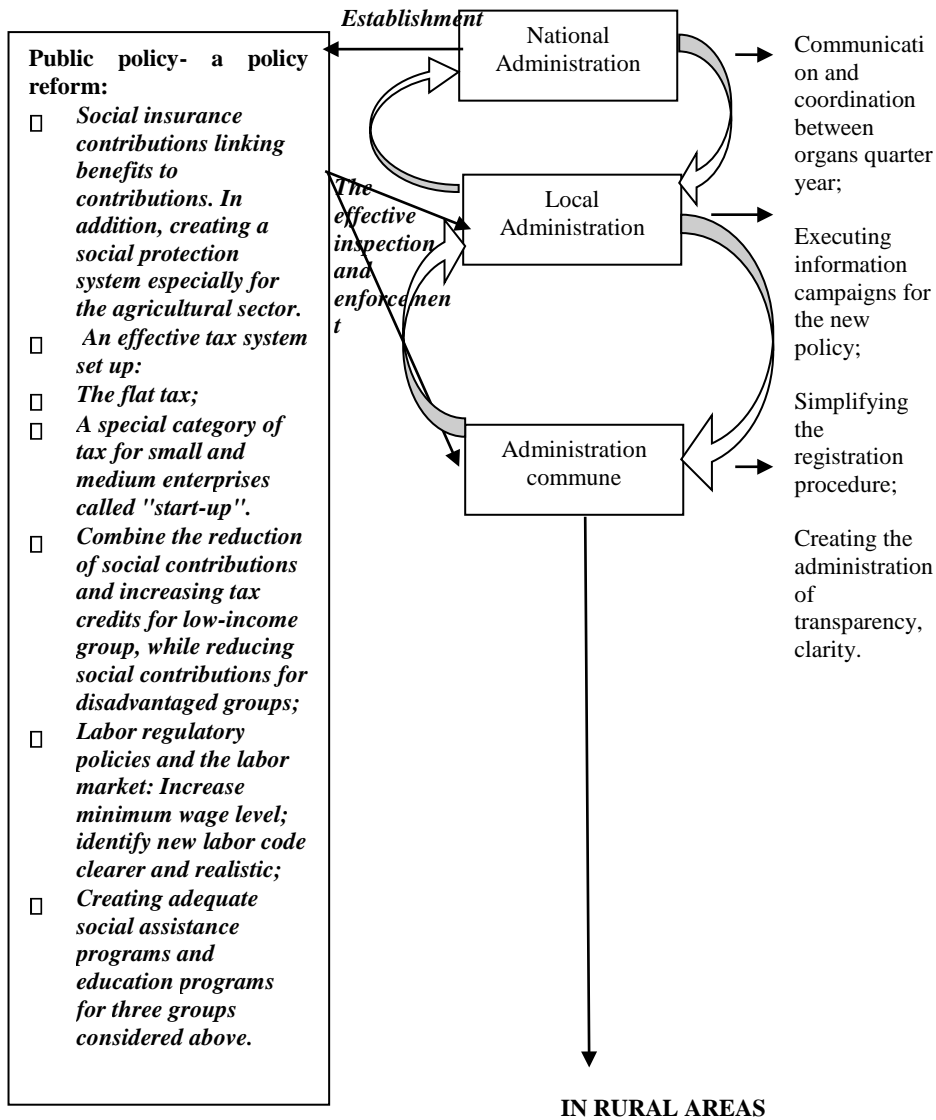 Establishment
Public policy- a policy
reform:
Social insurance
contributions linking
benefits to
contributions. In
addition, creating a
social protection
system especially for
the agricultural sector.
An effective tax system
set up:
The flat tax;
A special category of
tax for small and
medium enterprises
called "start-up".
Combine the reduction
of social contributions
and increasing tax
credits for low-income
group, while reducing
social contributions for
disadvantaged groups;
Labor regulatory
policies and the labor
market: Increase
minimum wage level;
identify new labor code
clearer and realistic;
Creating adequate
social assistance
programs and
education programs
for three groups
considered above.
The
effective
inspection
and
enforcemen
t
National
Administration
Local
Administration
Administration
commune
Communicati
on and
coordination
between
organs quarter
year;
Executing
information
campaigns for
the new
policy;
Simplifying
the
registration
procedure;
Creating the
administration
of
transparency,
clarity.
IN RURAL AREAS